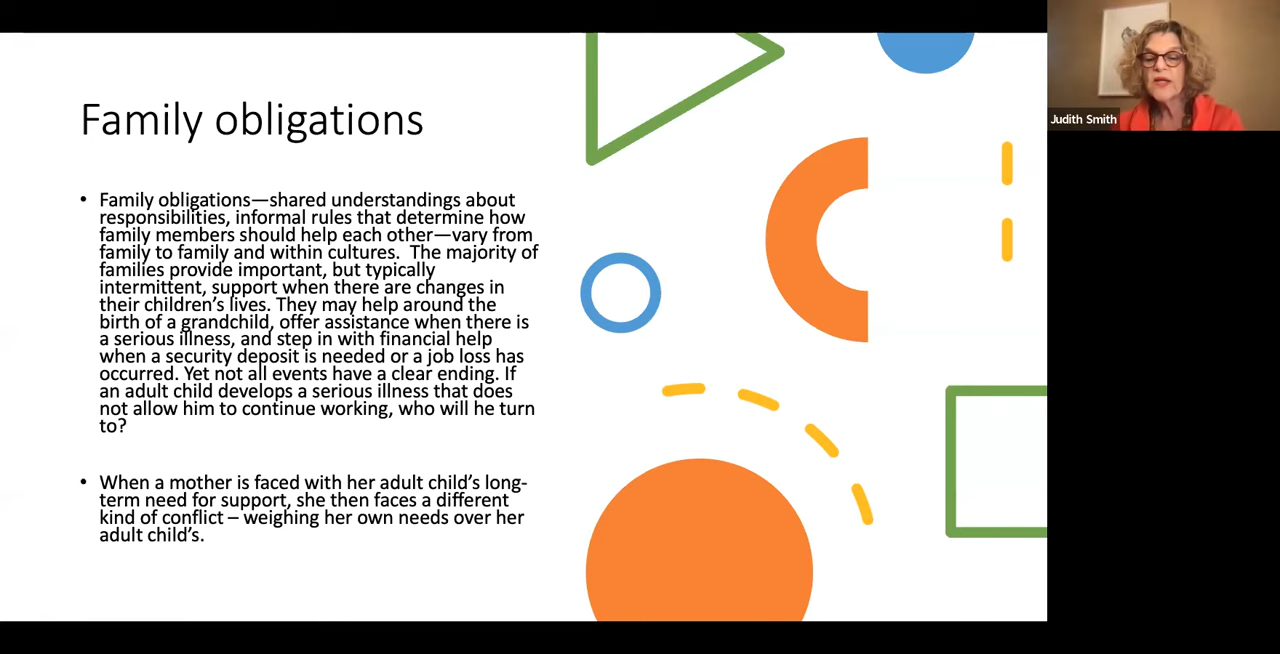 Family obligations
• Family obligations—shared understandings about
responsibilities, informal rules that determine how
family members should help each other—vary from
family to family and within cultures.  The majority of
families provide important, but typically
intermittent, support when there are changes in
their children's lives. They may help around the
birth of a grandchild, offer assistance when there is
a serious illness, and step in with financial help
when a security deposit is needed or a job loss has
occurred. Yet not all events have a clear ending. If
an adult child develops a serious illness that does
not allow him to continue working, who will he turn
to?
• When a mother is faced with her adult child's long-
term need for support, she then faces a different
kind of conflict – weighing her own needs over her
adult child's.
Judith Smith